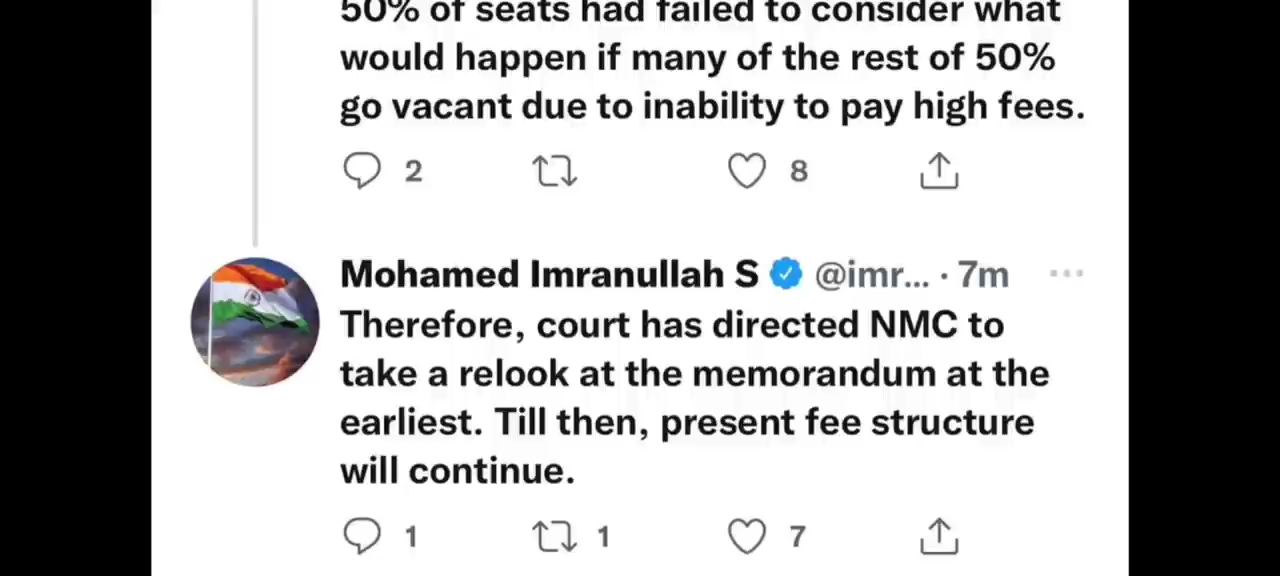 50% of seats had failed to consider what
would happen if many of the rest of 50%
go vacant due to inability to pay high fees.
2 8
Mohamed Imranullah S @imr... · 7m
Therefore, court has directed NMC to
take a relook at the memorandum at the
earliest. Till then, present fee structure
will continue.
1 1 7